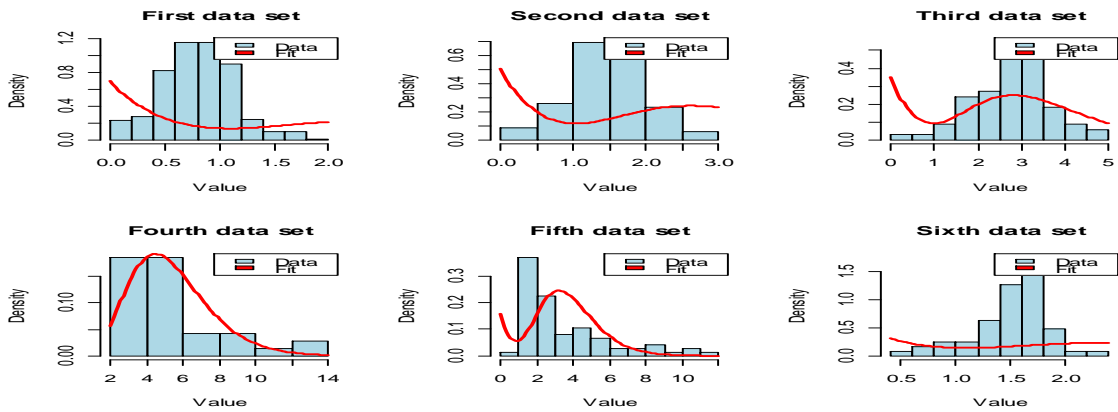 First data set
Density
0.0 0.4 0.8 1.2
Data
Fit
0.0 0.5 1.0 1.5 2.0
Value
Second data set
Density
0.0 0.2 0.4 0.6
Data
Fit
0.0 1.0 2.0 3.0
Value
Third data set
Density
0.0 0.2 0.4
Data
Fit
0 1 2 3 4 5
Value
Fourth data set
Density
0.00 0.10
Data
Fit
2 4 6 8 10 14
Value
Fifth data set
Density
0.0 0.1 0.2 0.3
Data
Fit
0 2 4 6 8 10
Value
Sixth data set
Density
0.0 0.5 1.0 1.5
Data
Fit
0.5 1.0 1.5 2.0
Value